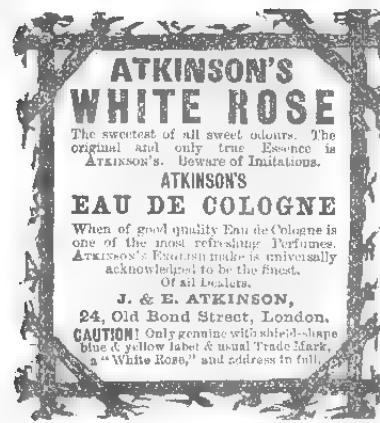 ATKINSON'S
WHITE ROSE
The sweetest of all sweet odours. The
original and only true Essence is
ATKINSON'S. Beware of Imitations.
ATKINSON'S
EAU DE COLOGNE
When of good quality Eau de Cologne is
one of the most refreshing Perfumes.
ATKINSON'S ENGLISH make is universally
acknowledged to be the finest.
Of all Dealers.
J. & E. ATKINSON,
24, Old Bond Street, London.
CAUTION! Only genuine with shield-shape
blue & yellow label & usual Trade Mark,
a "White Rose," and address in full.